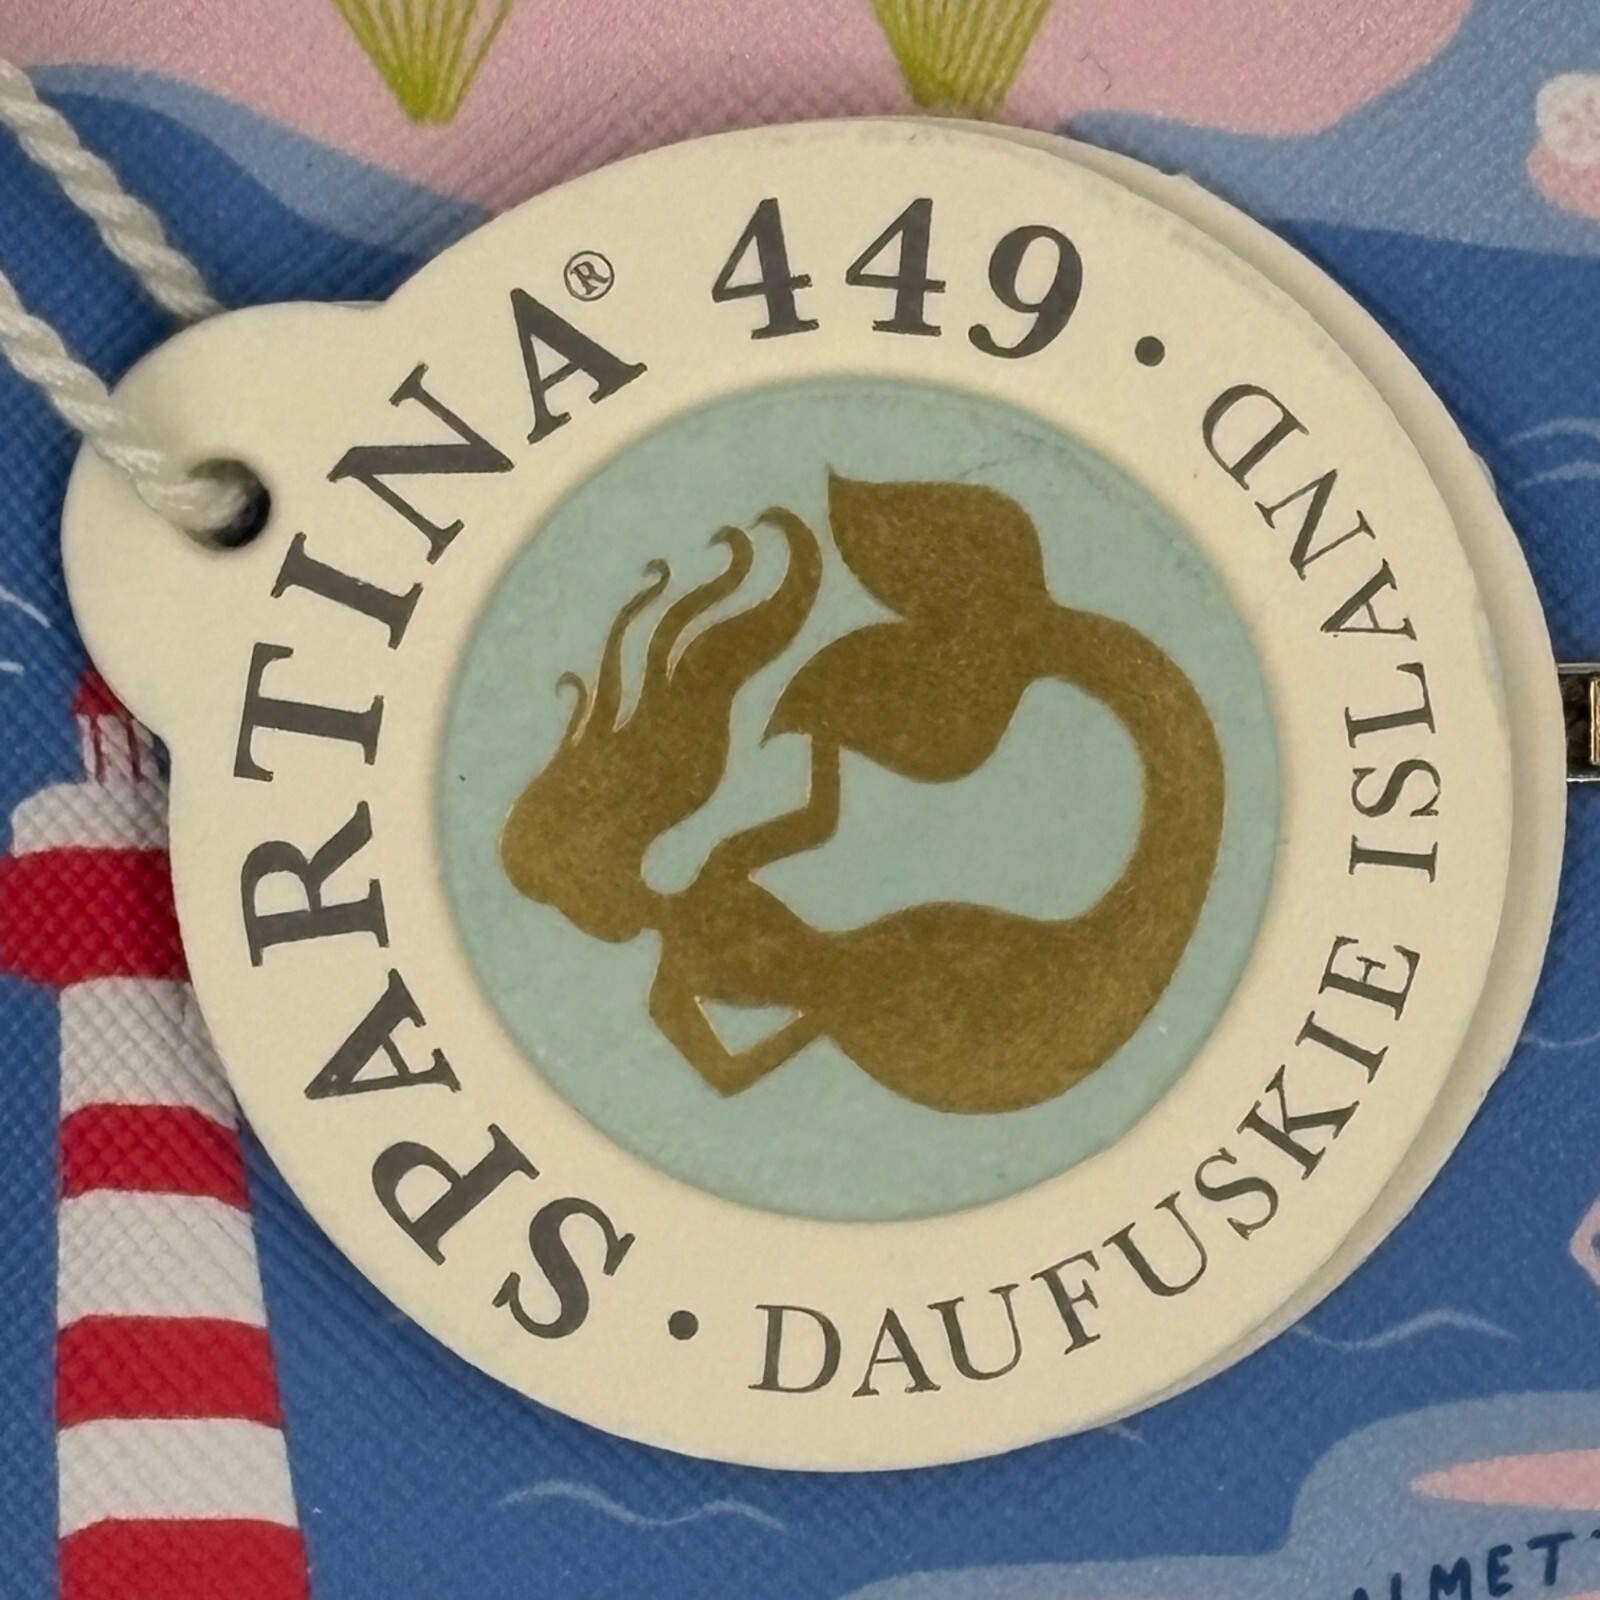 SPARTINA® 449 •
DAUFUSKIE ISLAND •